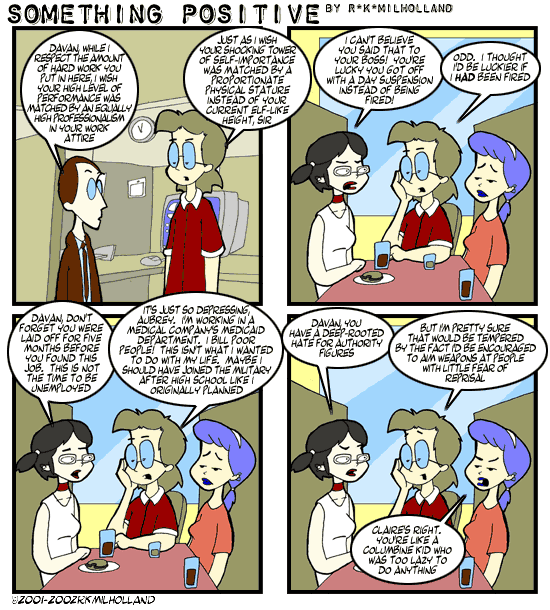 SOMETHING POSITIVE BY R*K*MILHOLLAND
DAVAN, WHILE I
RESPECT THE AMOUNT
OF HARD WORK YOU
PUT IN HERE, I WISH
YOUR HIGH LEVEL OF
PERFORMANCE WAS
MATCHED BY AN EQUALLY
HIGH PROFESSIONALISM
IN YOUR WORK
ATTIRE
JUST AS I WISH
YOUR SHOCKING TOWER
OF SELF-IMPORTANCE
WAS MATCHED BY A
PROPORTIONATE
PHYSICAL STATURE
INSTEAD OF YOUR
CURRENT ELF-LIKE
HEIGHT, SIR
I CAN'T BELIEVE
YOU SAID THAT TO
YOUR BOSS! YOU'RE
LUCKY YOU GOT OFF
WITH A DAY SUSPENSION
INSTEAD OF BEING
FIRED!
ODD. I THOUGHT
I'D BE LUCKIER IF
I HAD BEEN FIRED
DAVAN, DON'T
FORGET YOU WERE
LAID OFF FOR FIVE
MONTHS BEFORE
YOU FOUND THIS
JOB. THIS IS NOT
THE TIME TO BE
UNEMPLOYED
IT'S JUST SO DEPRESSING,
AUBREY. I'M WORKING IN A
MEDICAL COMPANY'S MEDICAID
DEPARTMENT. I BILL POOR
PEOPLE! THIS ISN'T WHAT I WANTED
TO DO WITH MY LIFE. MAYBE I
SHOULD HAVE JOINED THE MILITARY
AFTER HIGH SCHOOL LIKE I
ORIGINALLY PLANNED
DAVAN, YOU
HAVE A DEEP-ROOTED
HATE FOR AUTHORITY
FIGURES
BUT I'M PRETTY SURE
THAT WOULD BE TEMPERED
BY THE FACT I'D BE ENCOURAGED
TO AIM WEAPONS AT PEOPLE
WITH LITTLE FEAR OF
REPRISAL
CLAIRE'S RIGHT.
YOU'RE LIKE A
COLUMBINE KID WHO
WAS TOO LAZY TO
DO ANYTHING
©2001-2002RKMILHOLLAND